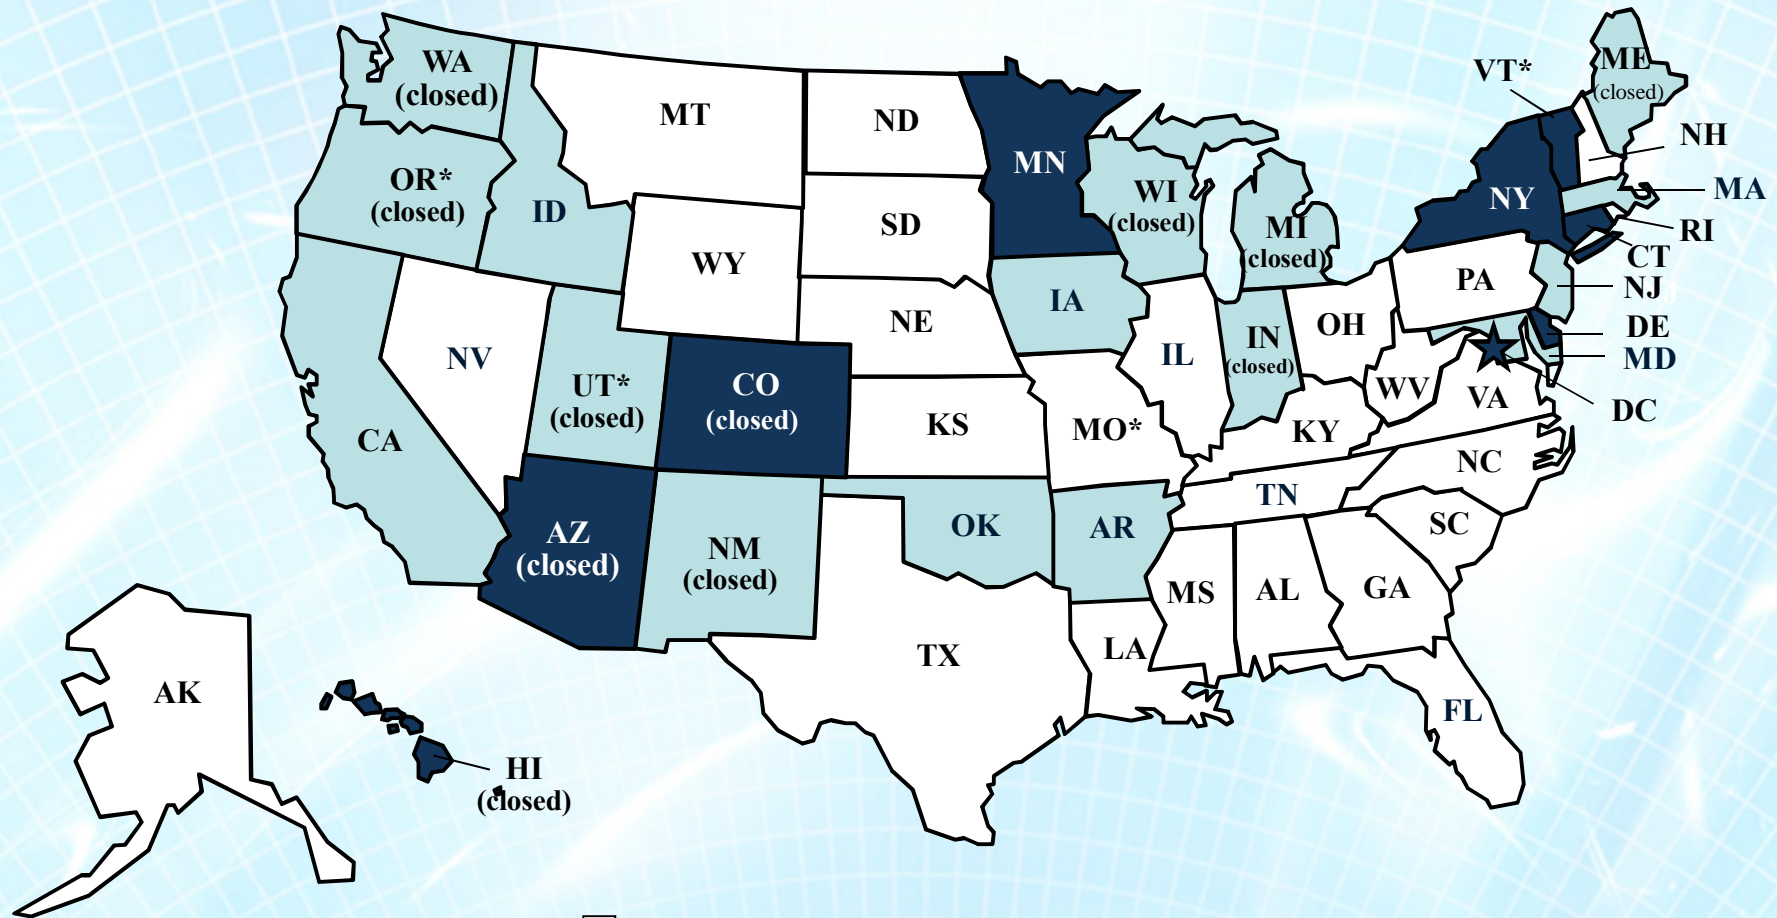 WA
(closed)
OR*
(closed)
ID
MT
ND
MN
SD
WY
NE
NV
UT*
(closed)
CO
(closed)
CA
AZ
(closed)
NM
(closed)
KS
OK
TX
IA
MO*
AR
LA
WI
(closed)
MI
(closed)
IL
IN
(closed)
OH
KY
TN
MS
AL
GA
FL
SC
NC
VA
WV
PA
NY
VT*
ME
(closed)
NH
MA
RI
CT
NJ
DE
MD
DC
AK
HI
(closed)